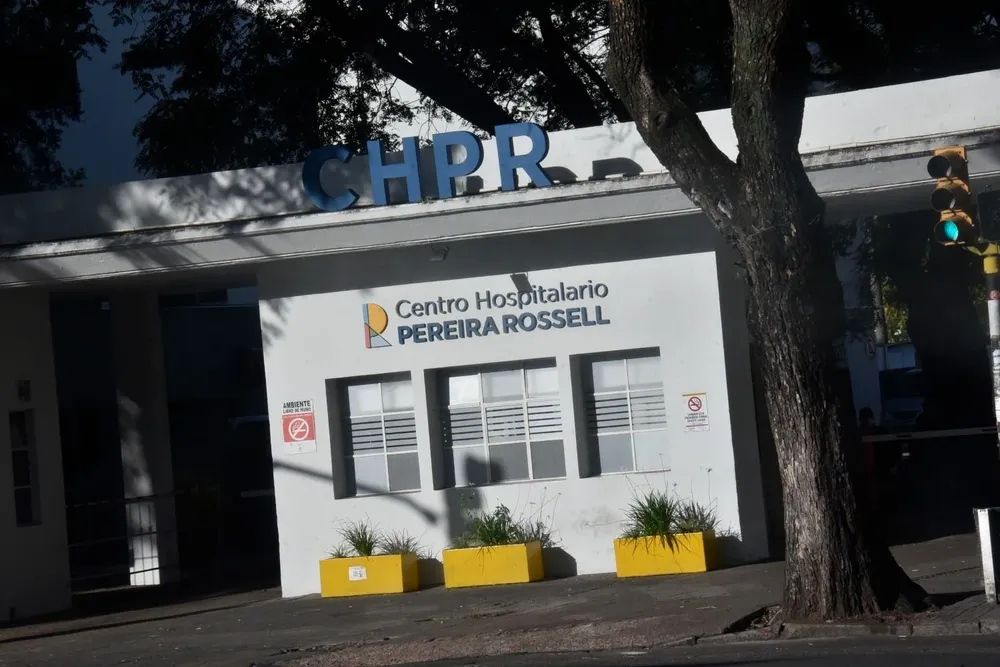 CHPR
Centro Hospitalario
PEREIRA ROSSELL
AMBIENTE
LIBRE DE HUMO